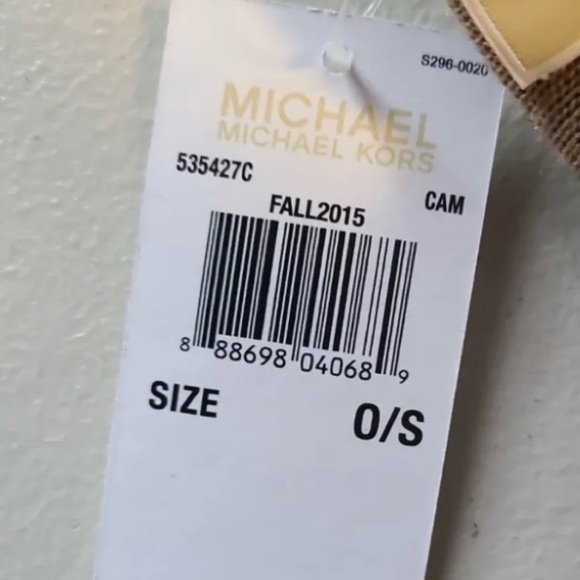 S296-0020
MICHAEL
MICHAEL KORS
535427C
CAM
FALL2015
8 88698 04068 9
SIZE O/S